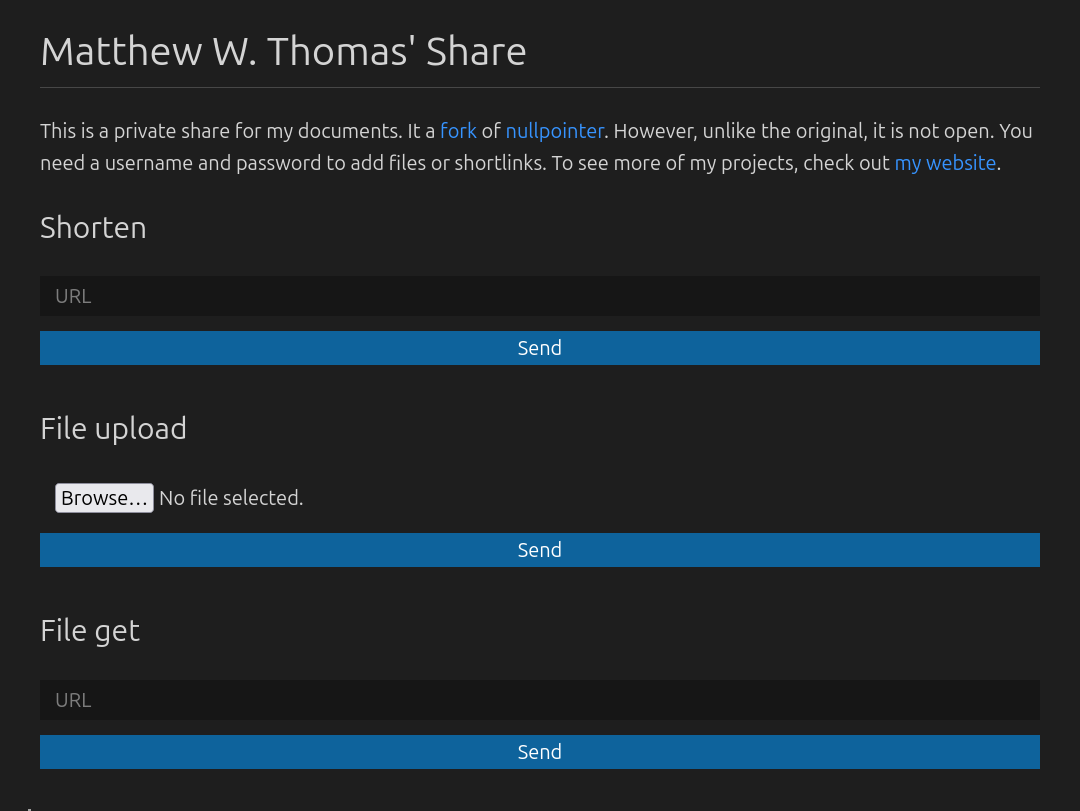 Matthew W. Thomas' Share
This is a private share for my documents. It a fork of nullpointer. However, unlike the original, it is not open. You
need a username and password to add files or shortlinks. To see more of my projects, check out my website.
Shorten
URL
Send
File upload
Browse... No file selected.
Send
File get
URL
Send